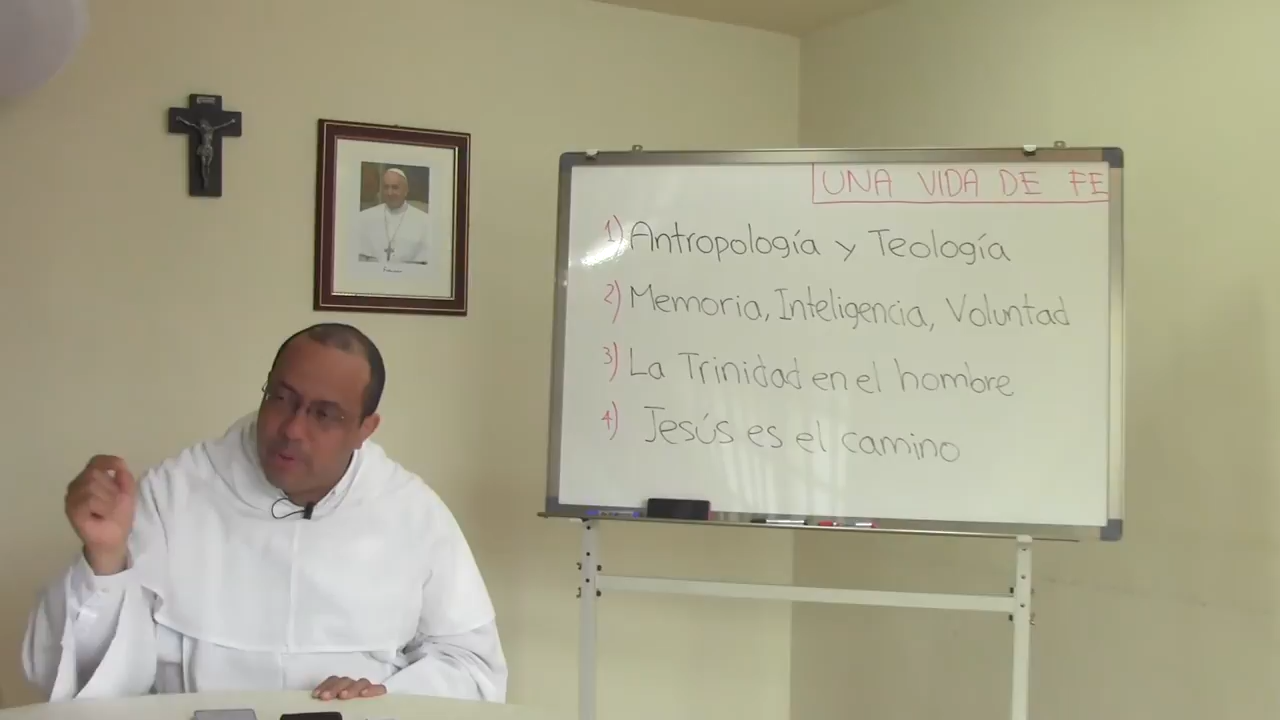 UNA VIDA DE FE
1) Antropología y Teología
2) Memoria, Inteligencia, Voluntad
3) La Trinidad en el hombre
4) Jesús es el camino